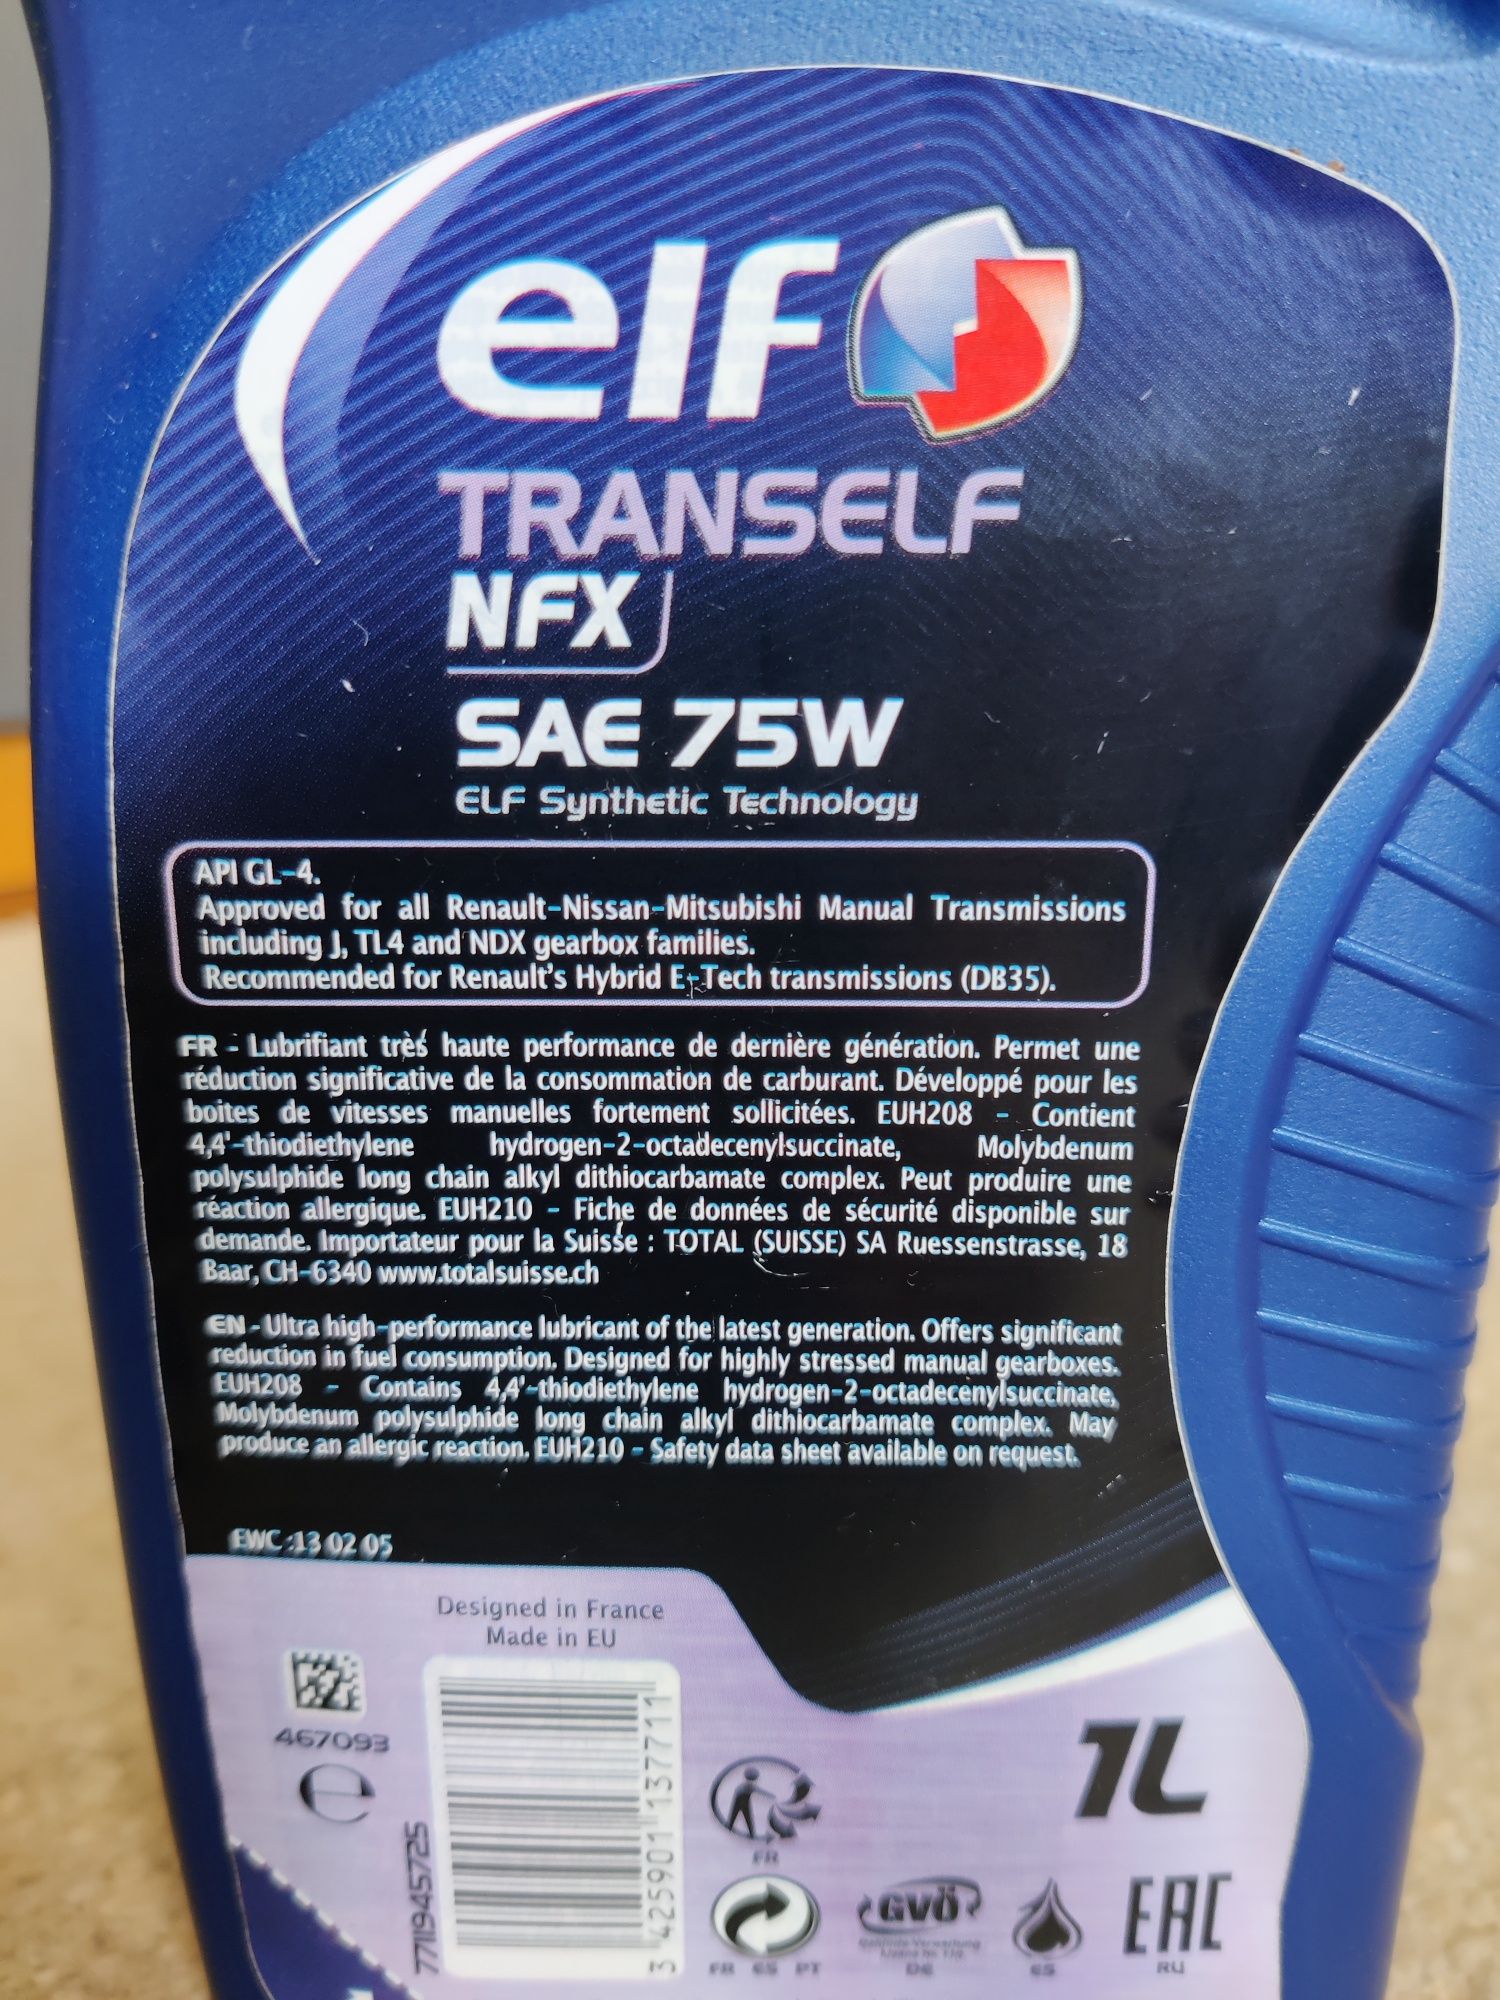 elf
TRANSELF
NFX
SAE 75W
ELF Synthetic Technology
API GL-4.
Approved for all Renault-Nissan-Mitsubishi Manual Transmissions
including J, TL4 and NDX gearbox families.
Recommended for Renault's Hybrid E-Tech transmissions (DB35).
FR - Lubrifiant très haute performance de dernière génération. Permet une
réduction significative de la consommation de carburant. Développé pour les
boites de vitesses manuelles fortement sollicitées. EUH208 - Contient
4,4'-thiodiethylene hydrogen-2-octadecenylsuccinate, Molybdenum
polysulphide long chain alkyl dithiocarbamate complex. Peut produire une
réaction allergique. EUH210 - Fiche de données de sécurité disponible sur
demande. Importateur pour la Suisse : TOTAL (SUISSE) SA Ruessenstrasse, 18
Baar, CH-6340 www.totalsuisse.ch
EN - Ultra high-performance lubricant of the latest generation. Offers significant
reduction in fuel consumption. Designed for highly stressed manual gearboxes.
EUH208 - Contains 4,4'-thiodiethylene hydrogen-2-octadecenylsuccinate,
Molybdenum polysulphide long chain alkyl dithiocarbamate complex. May
produce an allergic reaction. EUH210 - Safety data sheet available on request.
EWC :13 02 05
Designed in France
Made in EU
467093
e
7711945725
3 425901 137711
1L
FR
FR ES PT
GVÖ
DE
ES
EAC
RU